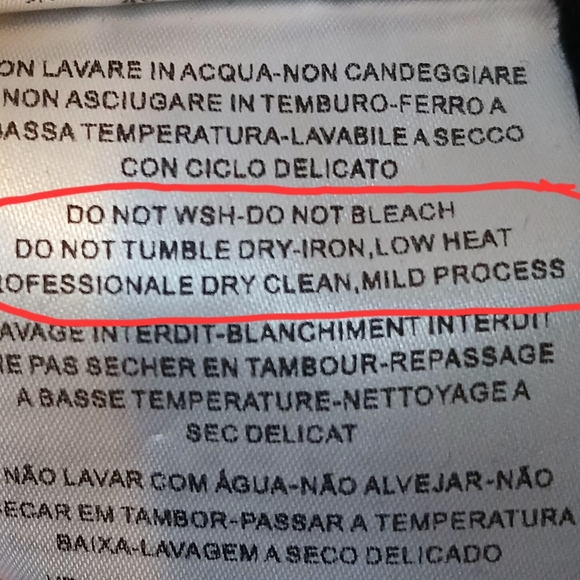 ON LAVARE IN ACQUA-NON CANDEGGIARE
NON ASCIUGARE IN TEMBURO-FERRO A
BASSA TEMPERATURA-LAVABILE A SECCO
CON CICLO DELICATO
DO NOT WSH-DO NOT BLEACH
DO NOT TUMBLE DRY-IRON,LOW HEAT
ROFESSIONALE DRY CLEAN,MILD PROCESS
AVAGE INTERDIT-BLANCHIMENT INTERDIT
NE PAS SECHER EN TAMBOUR-REPASSAGE
A BASSE TEMPERATURE-NETTOYAGE A
SEC DELICAT
NÃO LAVAR COM ÁGUA-NÃO ALVEJAR-NÃO
SECAR EM TAMBOR-PASSAR A TEMPERATURA
BAIXA-LAVAGEM A SECO DELICADO